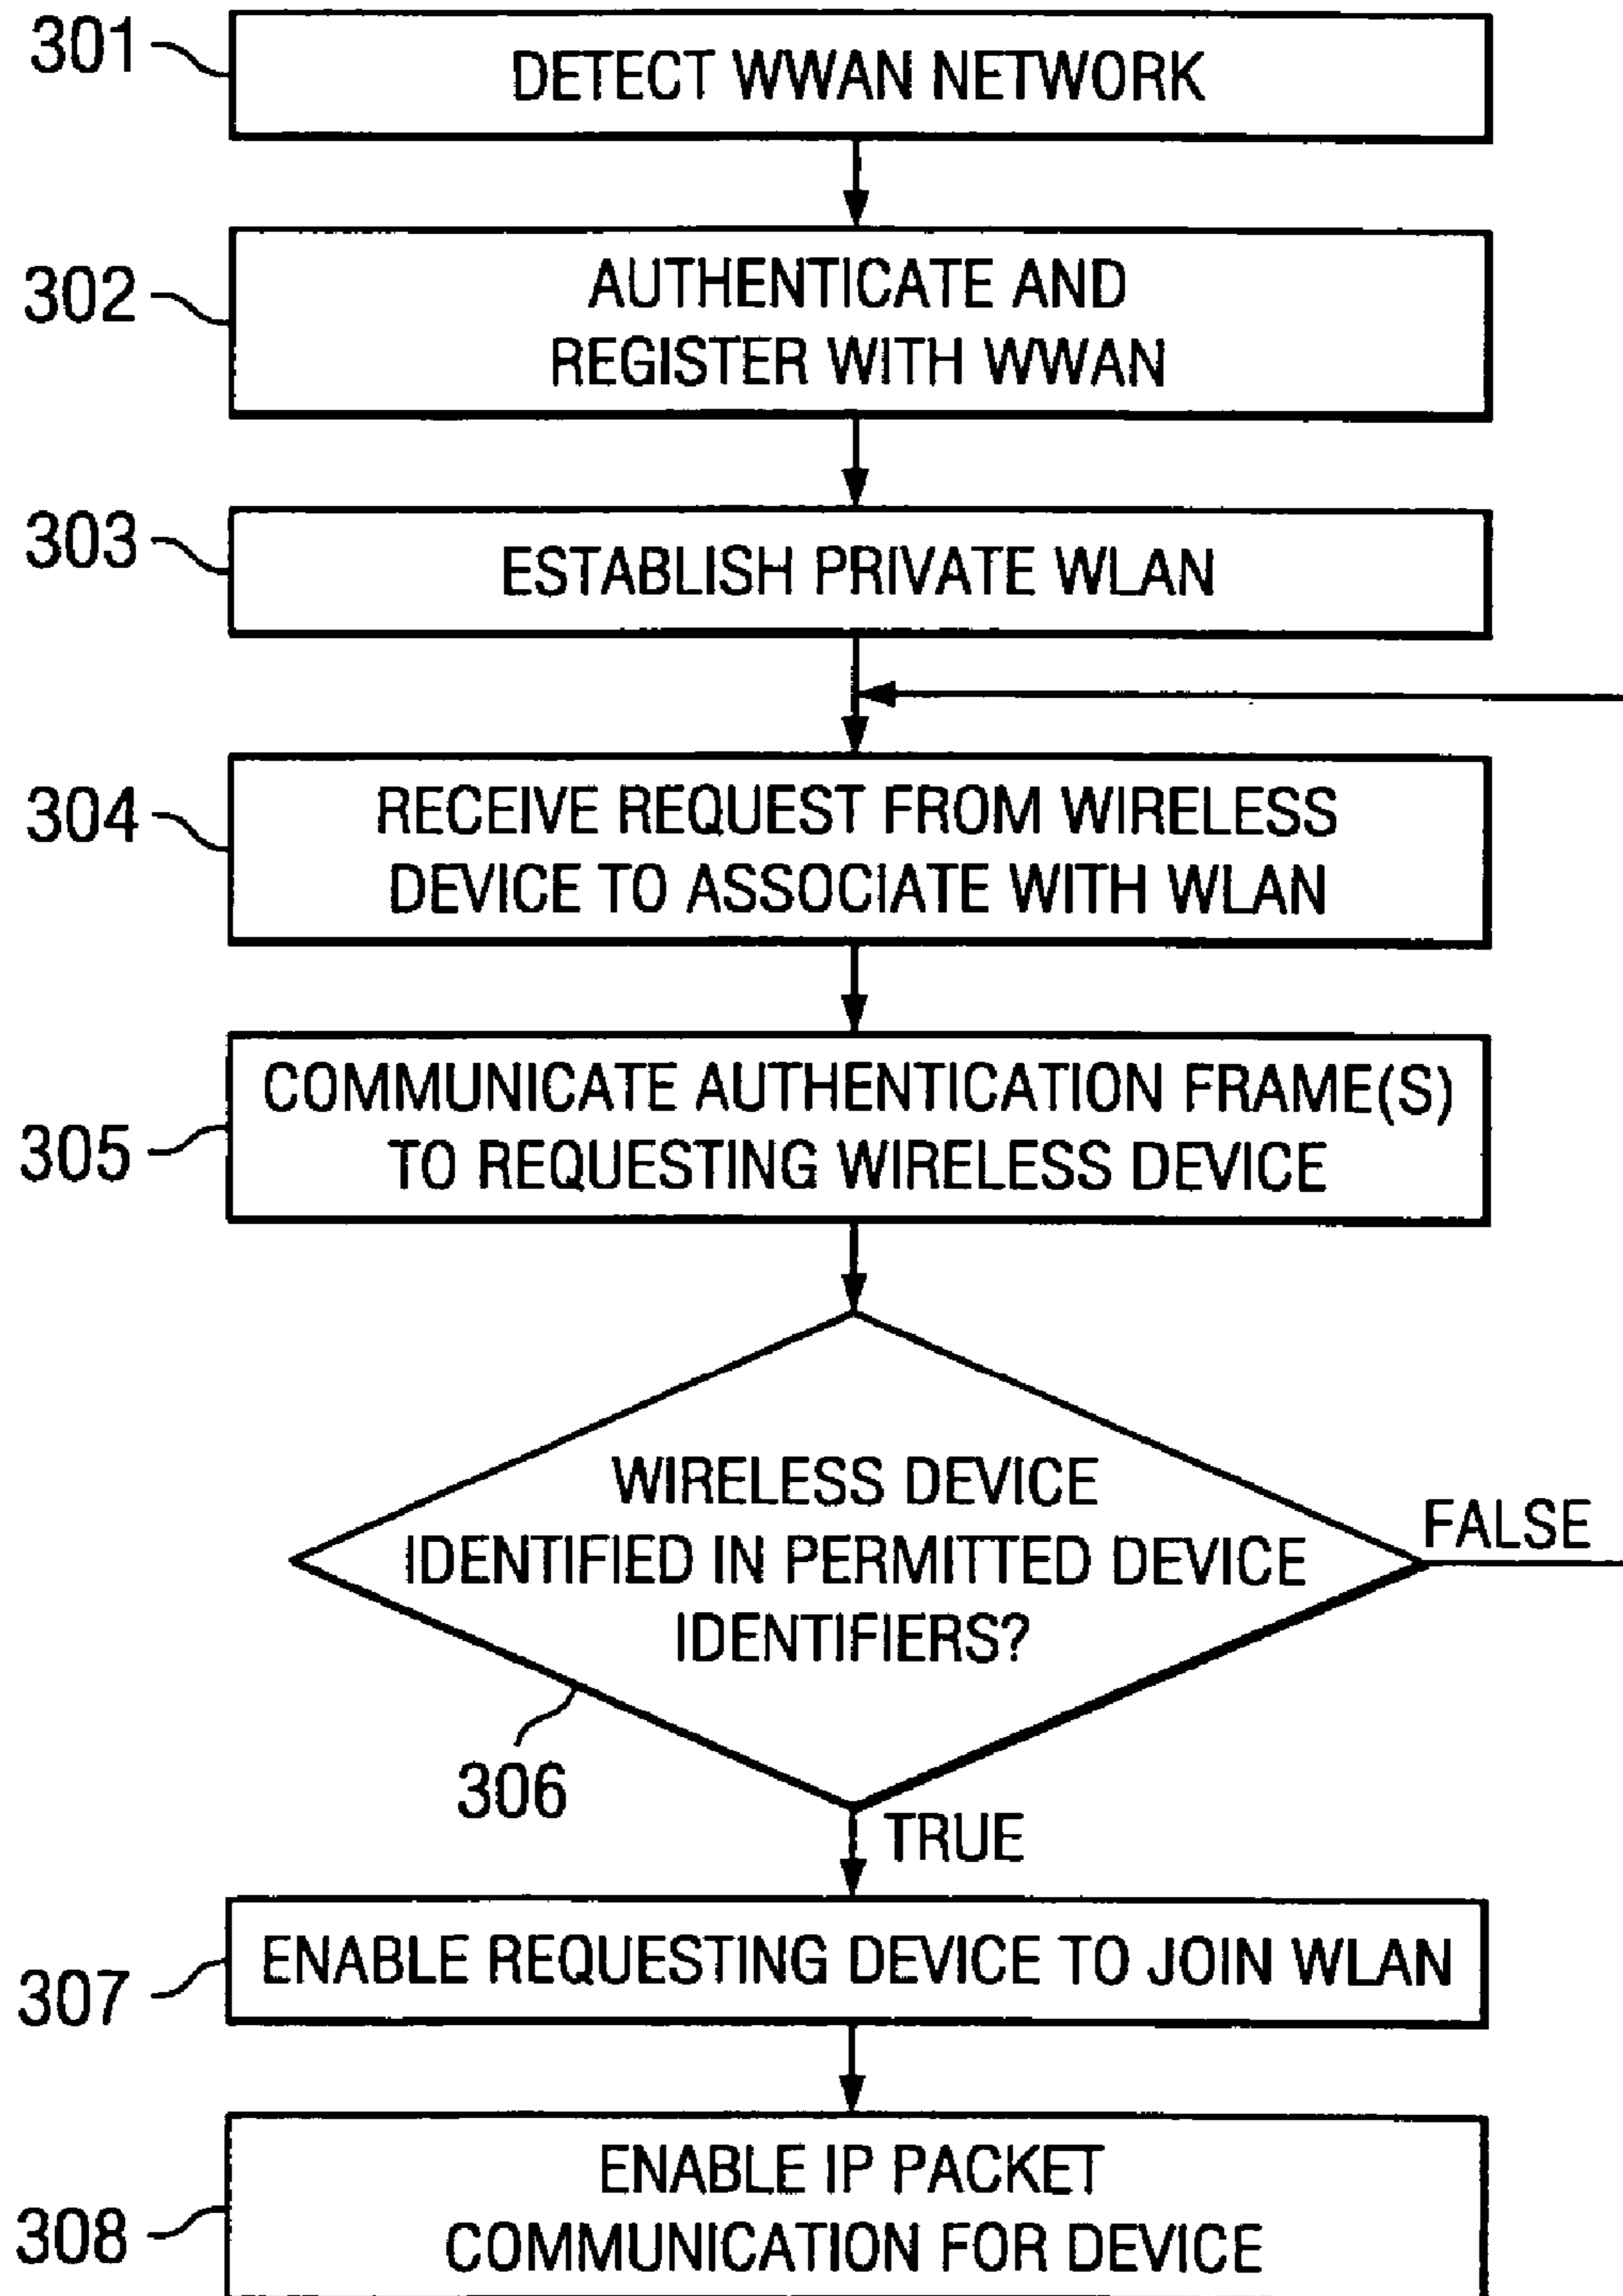 301
DETECT WWAN NETWORK
302
AUTHENTICATE AND
REGISTER WITH WWAN
303
ESTABLISH PRIVATE WLAN
304
RECEIVE REQUEST FROM WIRELESS
DEVICE TO ASSOCIATE WITH WLAN
305
COMMUNICATE AUTHENTICATION FRAME(S)
TO REQUESTING WIRELESS DEVICE
WIRELESS DEVICE
IDENTIFIED IN PERMITTED DEVICE
IDENTIFIERS?
FALSE
306
TRUE
307
ENABLE REQUESTING DEVICE TO JOIN WLAN
308
ENABLE IP PACKET
COMMUNICATION FOR DEVICE